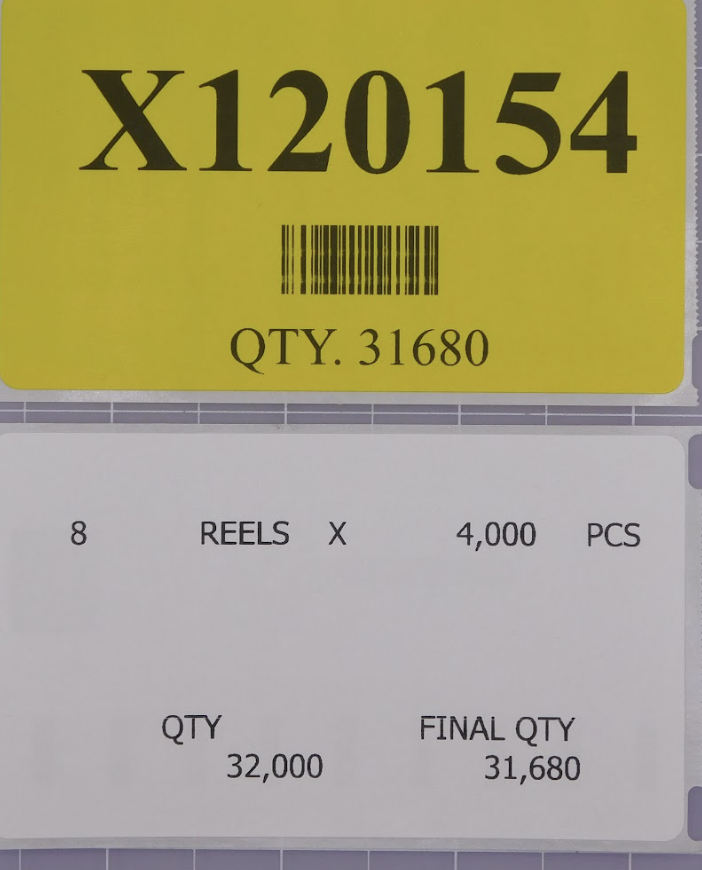 X120154
QTY. 31680
8 REELS X 4,000 PCS
QTY FINAL QTY
32,000 31,680